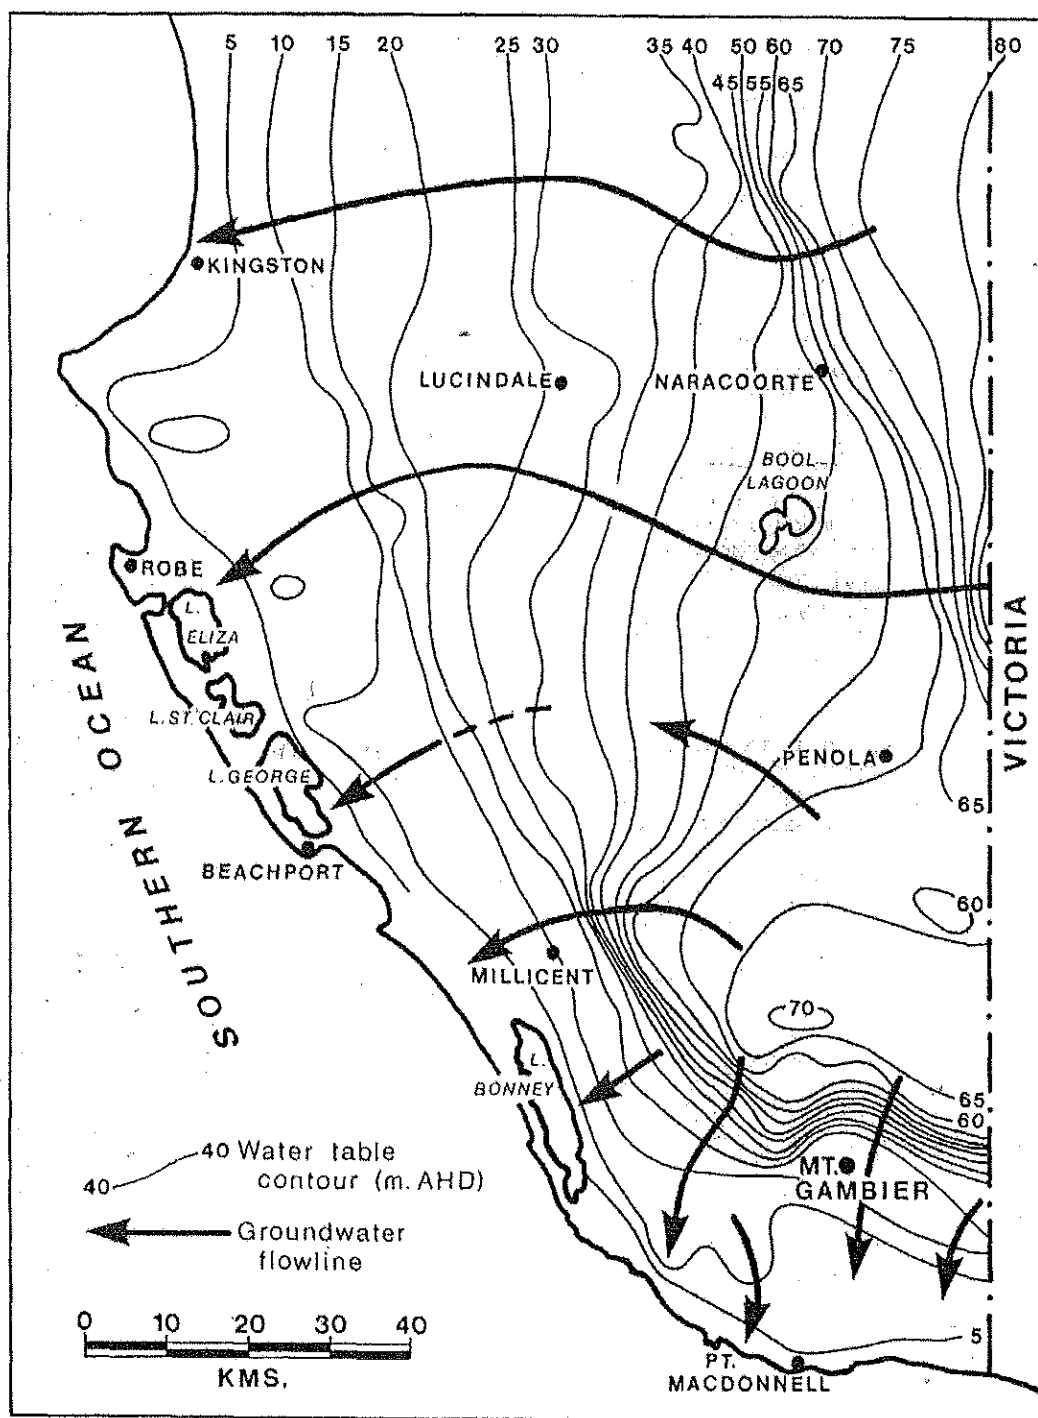 5 10 15 20 25 30 35 40 50 60 70 75 80
45 55 65
KINGSTON
LUCINDALE
NARACOORTE
BOOL
LAGOON
ROBE
L.
ELIZA
L. ST. CLAIR
L. GEORGE
BEACHPORT
PENOLA
65
VICTORIA
SOUTHERN OCEAN
60
MILLICENT
70
L.
BONNEY
65
60
MT.
GAMBIER
40 Water table
40 contour (m. AHD)
Groundwater
flowline
0 10 20 30 40
KMS.
5
PT.
MACDONNELL